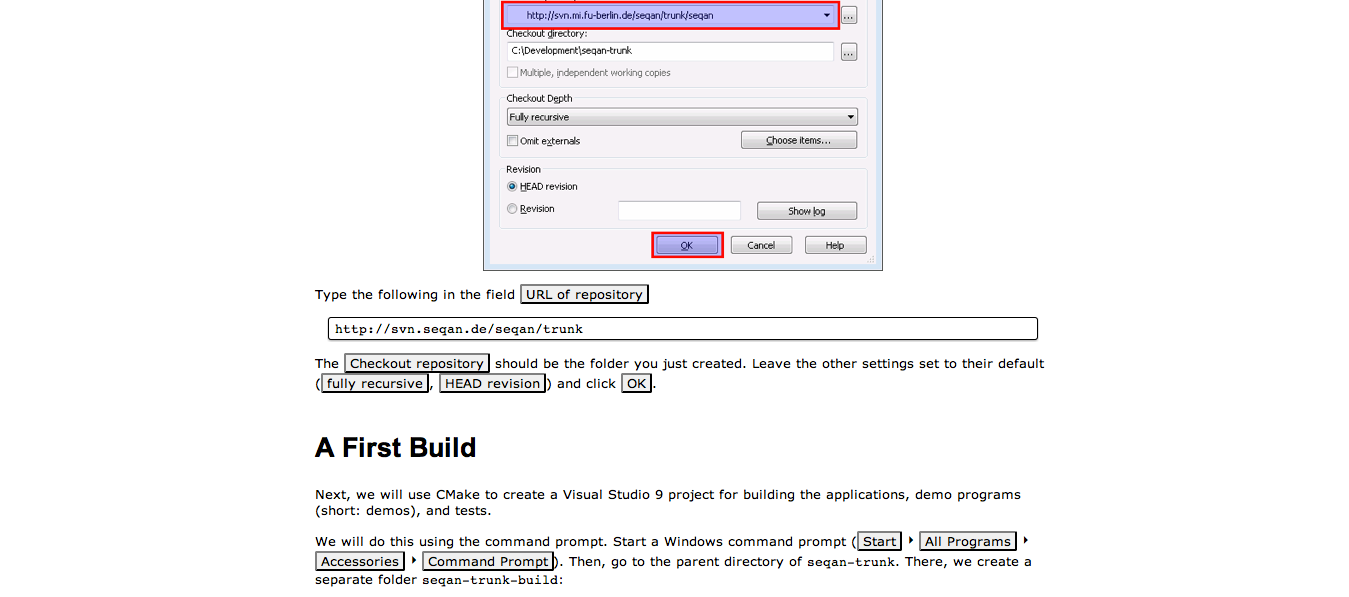 http://svn.mi.fu-berlin.de/seqan/trunk/seqan
...
Checkout directory:
C:\Development\seqan-trunk
...
Multiple, independent working copies
Checkout Depth
Fully recursive
Omit externals
Choose items...
Revision
HEAD revision
Revision
Show log
OK
Cancel
Help
Type the following in the field URL of repository
http://svn.seqan.de/seqan/trunk
The Checkout repository should be the folder you just created. Leave the other settings set to their default
(fully recursive, HEAD revision) and click OK.
A First Build
Next, we will use CMake to create a Visual Studio 9 project for building the applications, demo programs
(short: demos), and tests.
We will do this using the command prompt. Start a Windows command prompt (Start ‣ All Programs ‣
Accessories ‣ Command Prompt). Then, go to the parent directory of seqan-trunk. There, we create a
separate folder seqan-trunk-build: